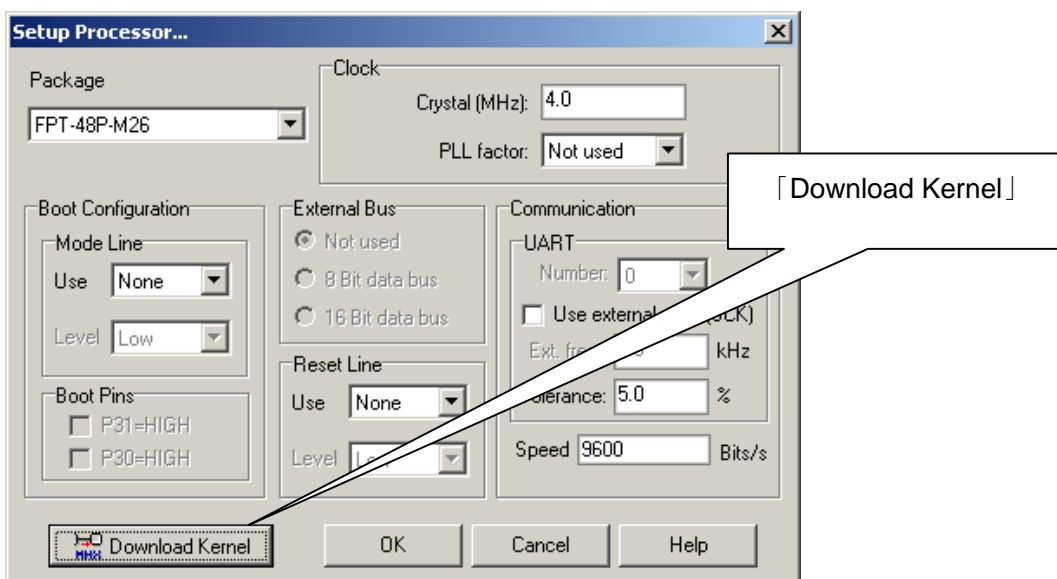 Setup Processor...
Package
FPT-48P-M26
Clock
Crystal (MHz): 4.0
PLL factor: Not used
「Download Kernel」
Boot Configuration
Mode Line
Use None
Level Low
Boot Pins
P31=HIGH
P30=HIGH
External Bus
Not used
8 Bit data bus
16 Bit data bus
Reset Line
Use None
Level
Communication
UART
Number: 0
Use external
Ext.
kHz
Tolerance: 5.0 %
Speed 9600 Bits/s
MHX Download Kernel
OK
Cancel
Help